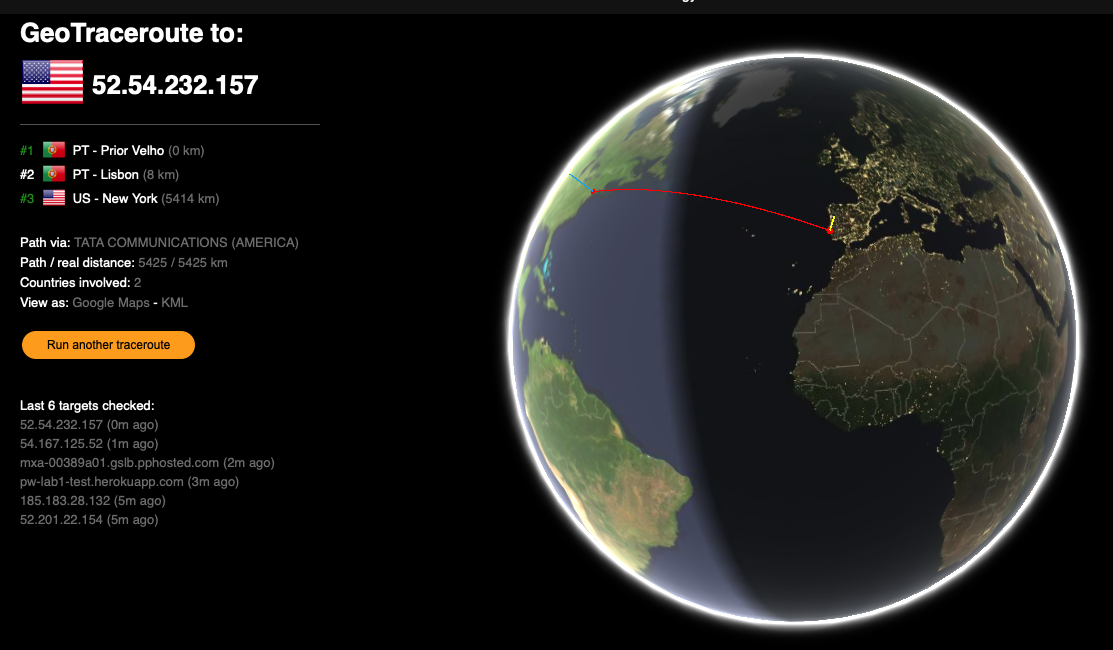 GeoTraceroute to:
52.54.232.157
#1 PT - Prior Velho (0 km)
#2 PT - Lisbon (8 km)
#3 US - New York (5414 km)
Path via: TATA COMMUNICATIONS (AMERICA)
Path / real distance: 5425 / 5425 km
Countries involved: 2
View as: Google Maps - KML
Run another traceroute
Last 6 targets checked:
52.54.232.157 (0m ago)
54.167.125.52 (1m ago)
mxa-00389a01.gslb.pphosted.com (2m ago)
pw-lab1-test.herokuapp.com (3m ago)
185.183.28.132 (5m ago)
52.201.22.154 (5m ago)